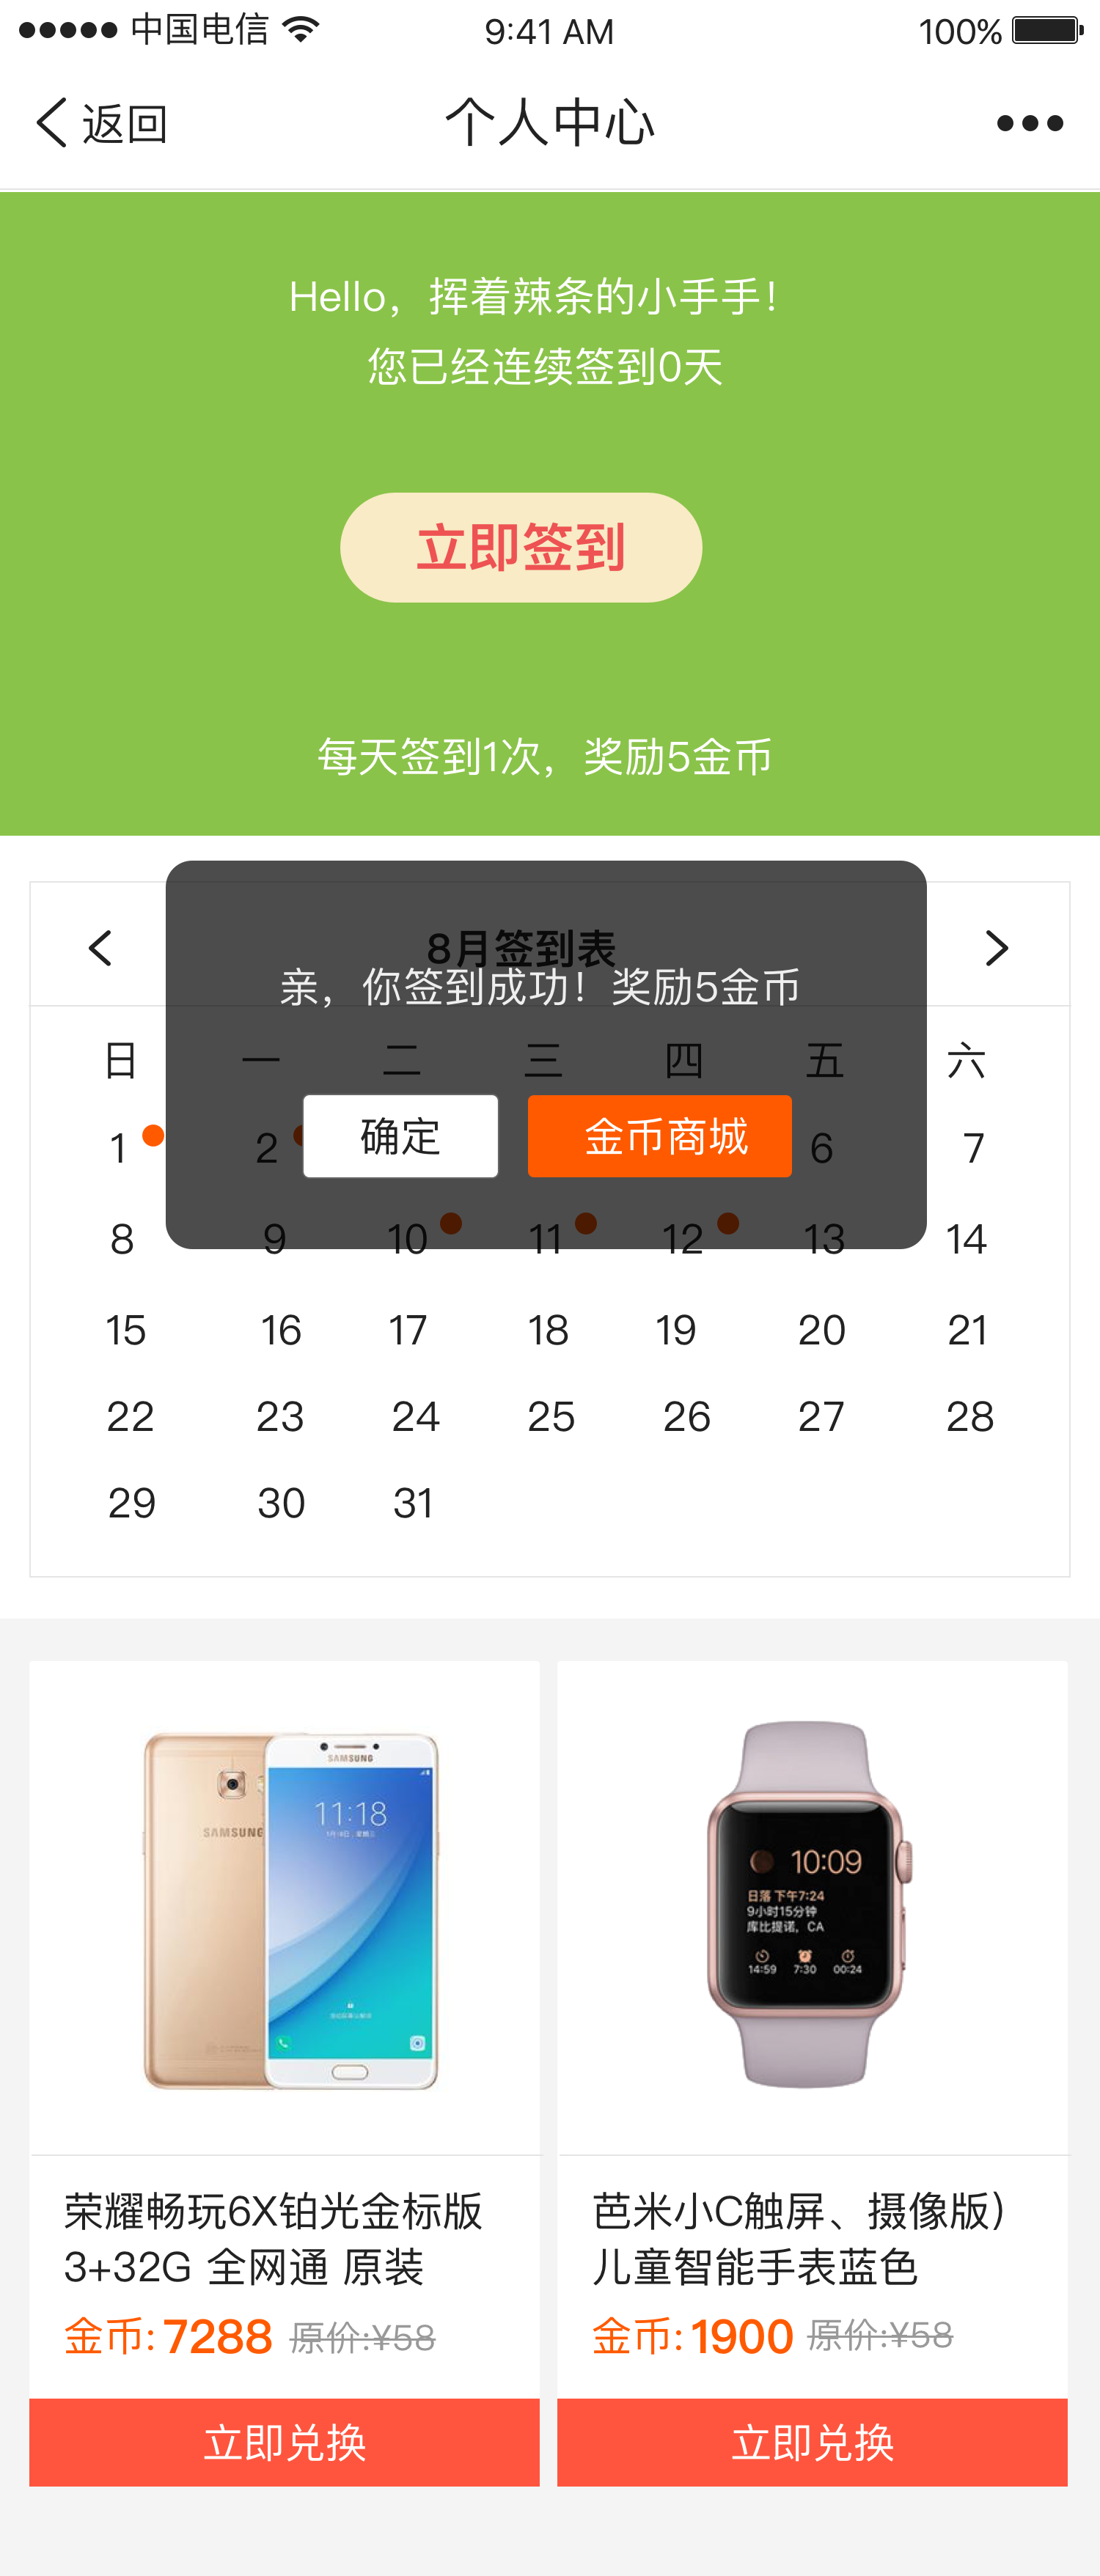 中国电信 9:41 AM 100%
返回 个人中心
Hello，挥着辣条的小手手！
您已经连续签到0天
立即签到
每天签到1次，奖励5金币
8月签到表
亲，你签到成功！奖励5金币
日 一 二 三 四 五 六
确定 金币商城
1 2 6 7
8 9 10 11 12 13 14
15 16 17 18 19 20 21
22 23 24 25 26 27 28
29 30 31
SAMSUNG
SAMSUNG
11:18
10:09
日落 下午7:24
9小时15分钟
库比提诺，CA
14:59 7:30 00:24
荣耀畅玩6X铂光金标版
3+32G 全网通 原装
金币:7288 原价:¥58
立即兑换
芭米小C触屏、摄像版）
儿童智能手表蓝色
金币:1900 原价:¥58
立即兑换